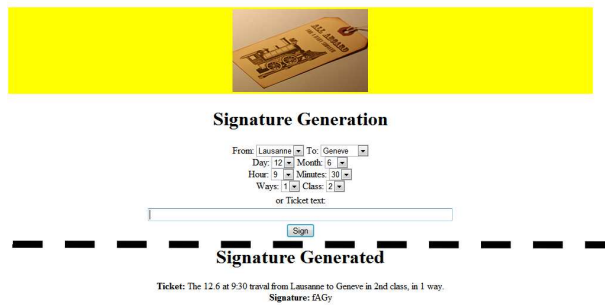 ALL ABOARD
Signature Generation
From: Lausanne To: Geneve
Day: 12 Month: 6
Hour: 9 Minutes: 30
Ways: 1 Class: 2
or Ticket text:
Sign
Signature Generated
Ticket: The 12.6 at 9:30 traval from Lausanne to Geneve in 2nd class, in 1 way.
Signature: fAGy